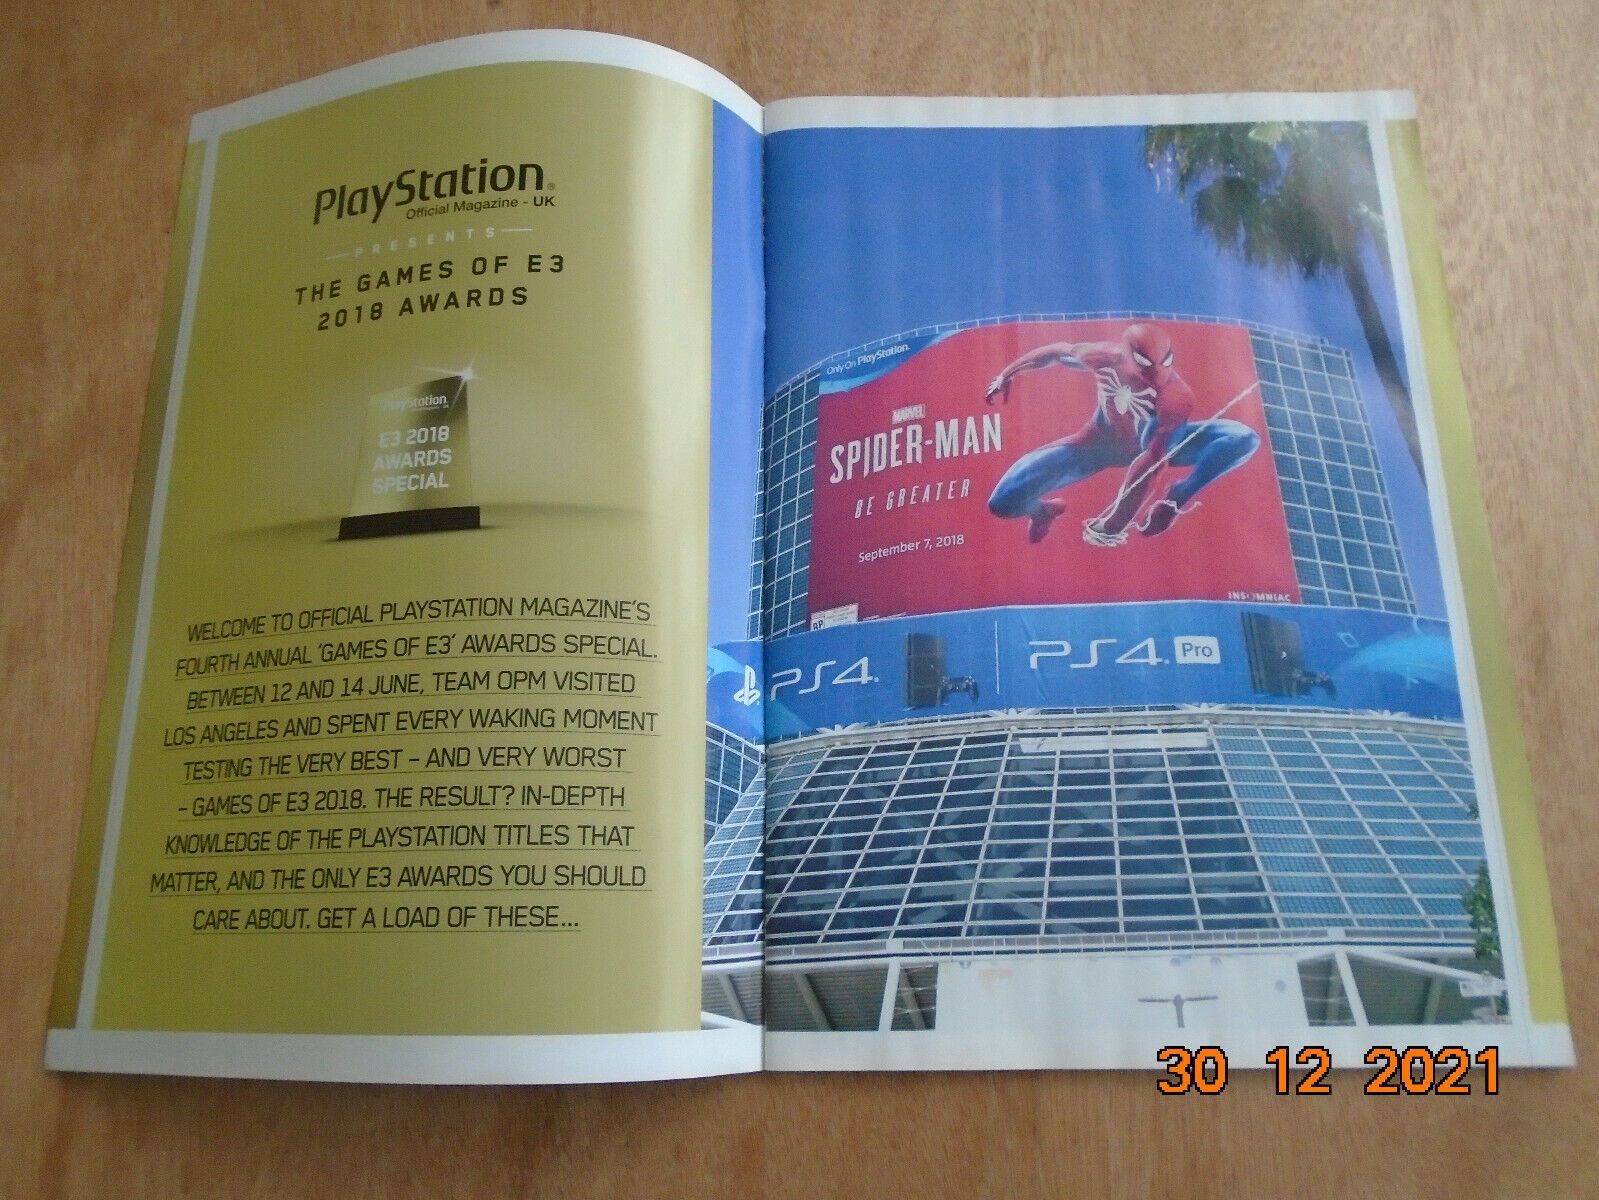 PlayStation®
Official Magazine - UK
PRESENTS
THE GAMES OF E3
2018 AWARDS
PlayStation
E3 2018
AWARDS
SPECIAL
WELCOME TO OFFICIAL PLAYSTATION MAGAZINE'S
FOURTH ANNUAL 'GAMES OF E3' AWARDS SPECIAL.
BETWEEN 12 AND 14 JUNE, TEAM OPM VISITED
LOS ANGELES AND SPENT EVERY WAKING MOMENT
TESTING THE VERY BEST – AND VERY WORST
– GAMES OF E3 2018. THE RESULT? IN-DEPTH
KNOWLEDGE OF THE PLAYSTATION TITLES THAT
MATTER, AND THE ONLY E3 AWARDS YOU SHOULD
CARE ABOUT. GET A LOAD OF THESE...
Only On PlayStation.
MARVEL
SPIDER-MAN
BE GREATER
September 7, 2018
INSOMNIAC
RP
PS4.
PS4. Pro
30 12 2021